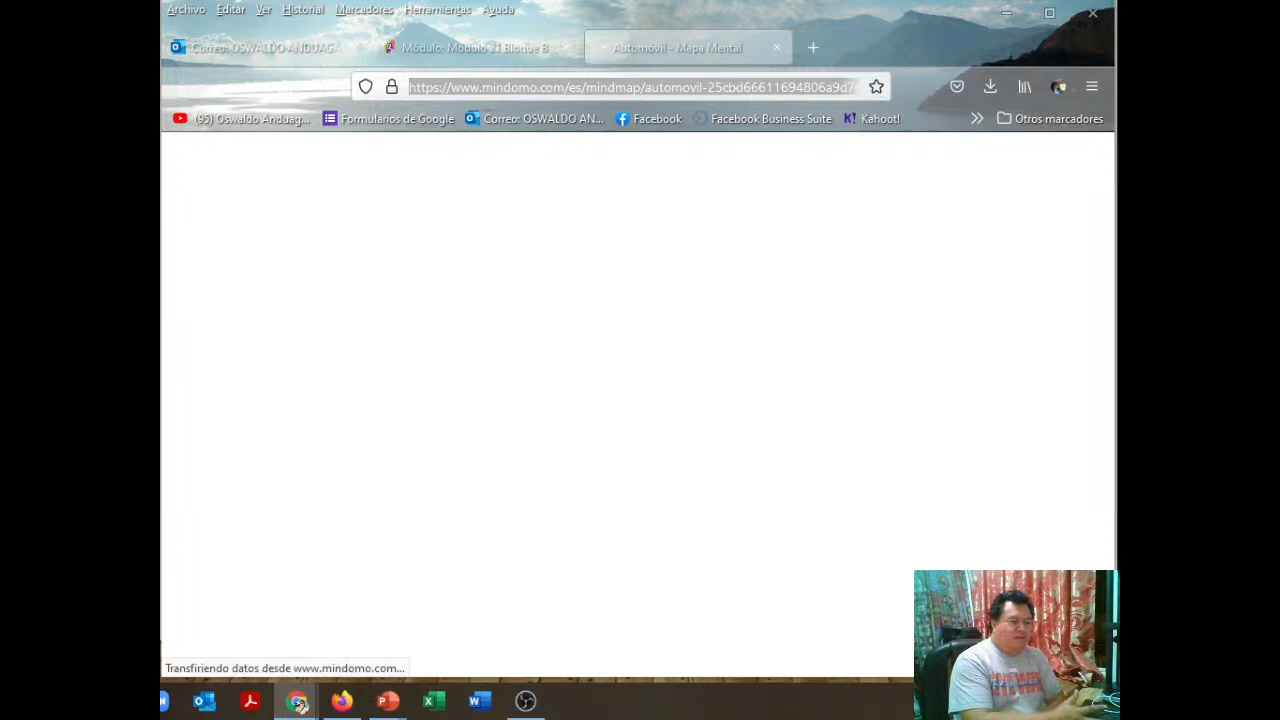 Archivo Editar Ver Historial Marcadores Herramientas Ayuda
Correo: OSWALDO ANDUAGA Módulo: Modulo 21 Bloque B Automóvil - Mapa Mental
https://www.mindomo.com/es/mindmap/automovil-25cbd66611694806a9d7
(95) Oswaldo Anduag... Formularios de Google Correo: OSWALDO AN... Facebook Facebook Business Suite Kahoot! Otros marcadores
Transfiriendo datos desde www.mindomo.com...